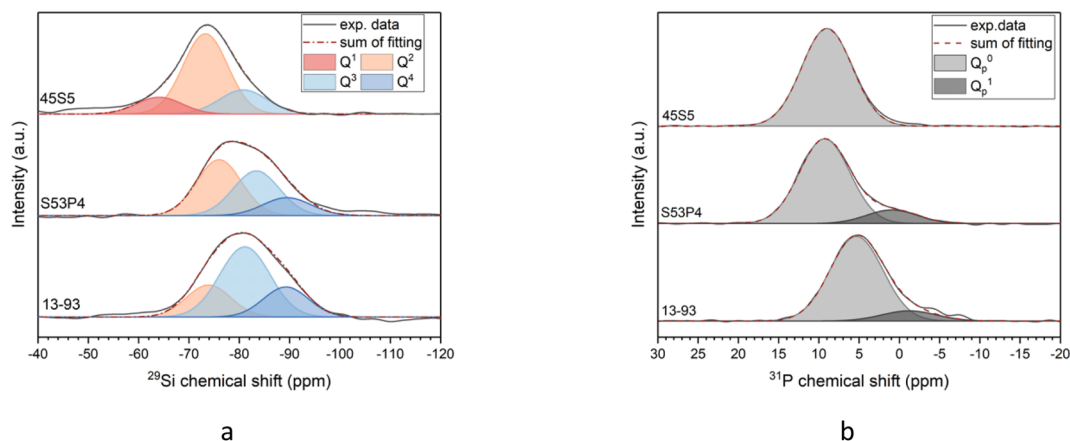 exp. data
sum of fitting
Q¹ Q²
Q³ Q⁴
45S5
S53P4
13-93
Intensity (a.u.)
-40 -50 -60 -70 -80 -90 -100 -110 -120
²⁹Si chemical shift (ppm)
a
exp.data
sum of fitting
Qₚ⁰
Qₚ¹
45S5
S53P4
13-93
Intensity (a.u.)
30 25 20 15 10 5 0 -5 -10 -15 -20
³¹P chemical shift (ppm)
b